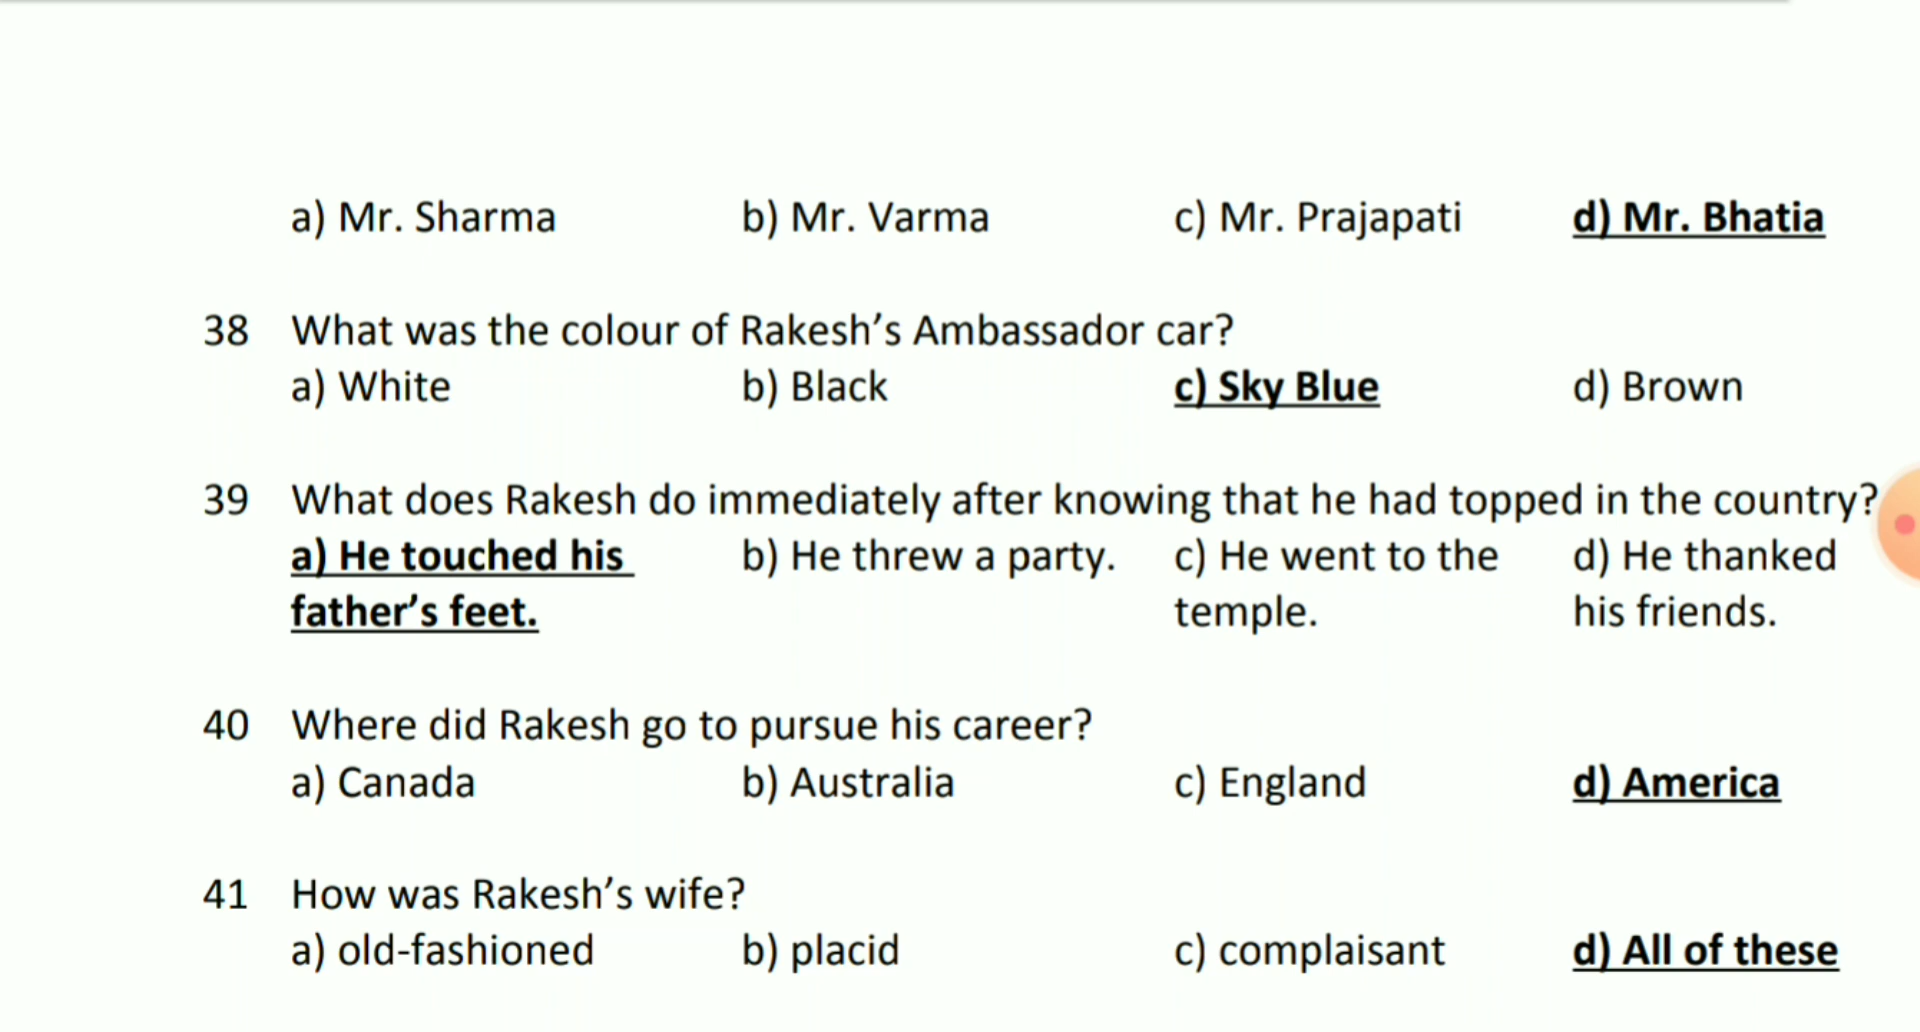 a) Mr. Sharma b) Mr. Varma c) Mr. Prajapati d) Mr. Bhatia
38 What was the colour of Rakesh’s Ambassador car?
a) White b) Black c) Sky Blue d) Brown
39 What does Rakesh do immediately after knowing that he had topped in the country?
a) He touched his b) He threw a party. c) He went to the d) He thanked
father’s feet. temple. his friends.
40 Where did Rakesh go to pursue his career?
a) Canada b) Australia c) England d) America
41 How was Rakesh’s wife?
a) old-fashioned b) placid c) complaisant d) All of these